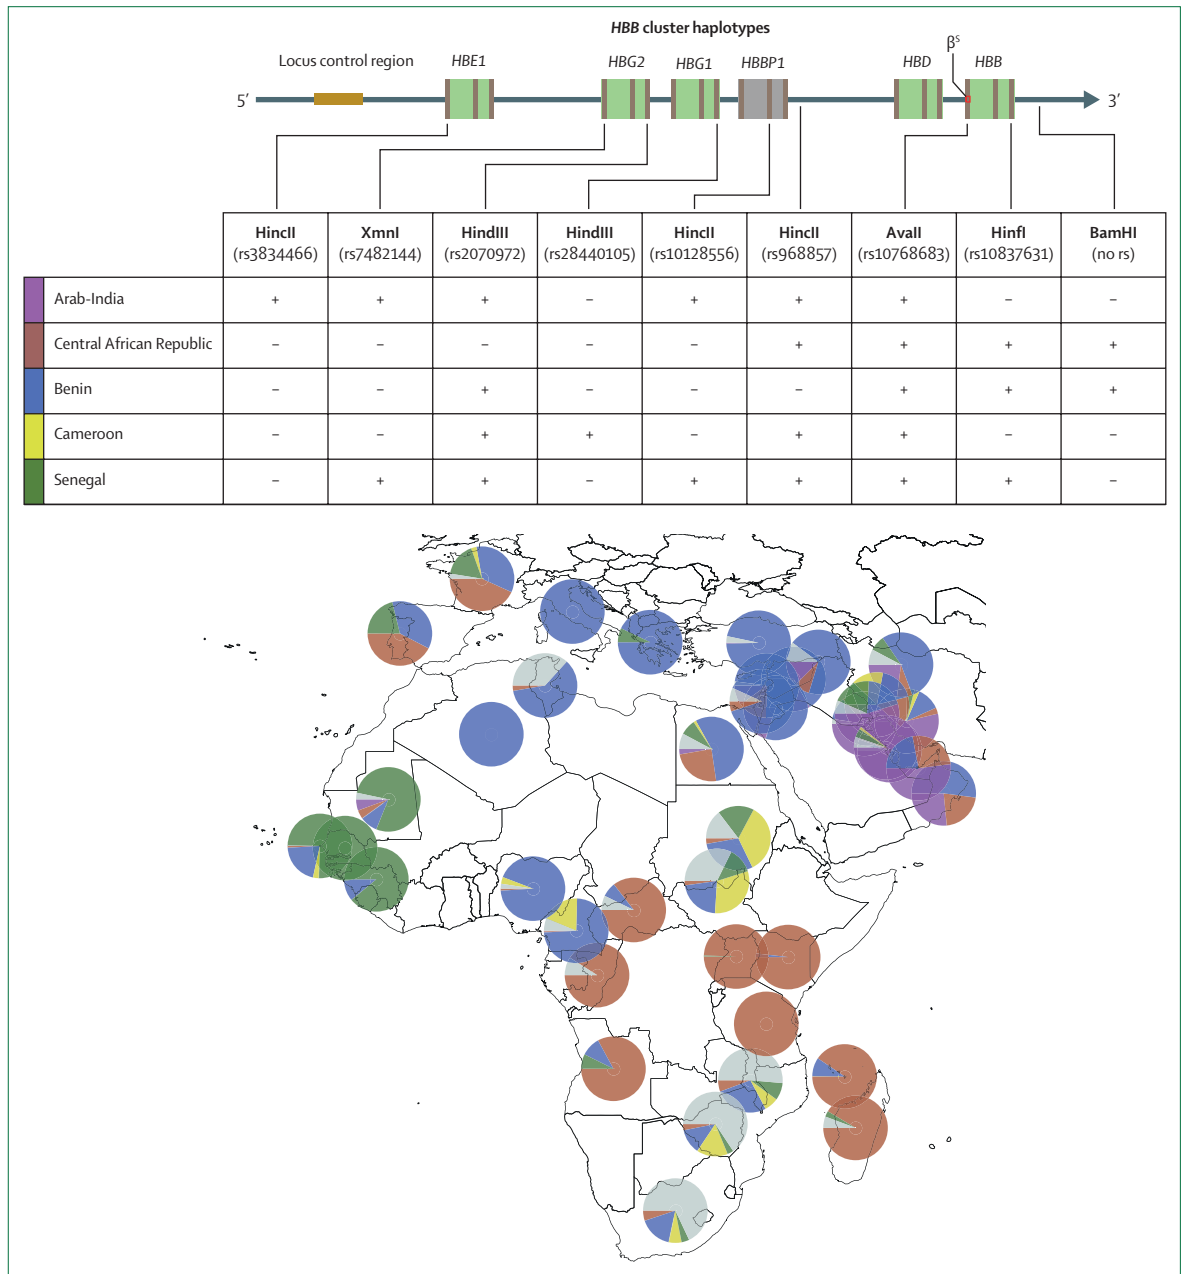 HBB cluster haplotypes
Locus control region HBE1 HBG2 HBG1 HBBP1 HBD βS HBB
5′ 3′
HincII XmnI HindIII HindIII HincII HincII AvaII HinfI BamHI
(rs3834466) (rs7482144) (rs2070972) (rs28440105) (rs10128556) (rs968857) (rs10768683) (rs10837631) (no rs)
Arab-India + + + – + + + – –
Central African Republic – – – – – + + + +
Benin – – + – – – + + +
Cameroon – – + + – + + – –
Senegal – + + – + + + + –